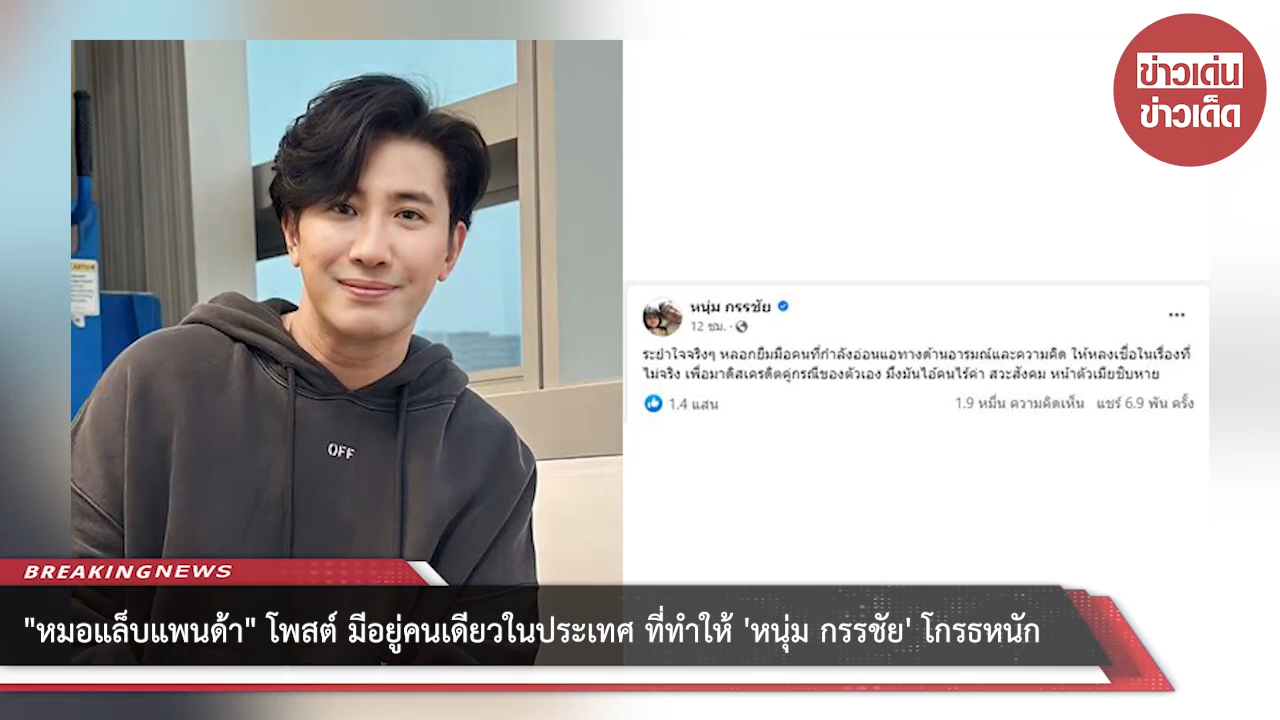 ข่าวเด่น
ข่าวเด็ด
OFF
หนุ่ม กรรชัย
12 ชม. ·
ระยำใจจริงๆ หลอกยืมมือคนที่กำลังอ่อนแอทางด้านอารมณ์และความคิด ให้หลงเชื่อในเรื่องที่
ไม่จริง เพื่อมาดิสเครดิตคู่กรณีของตัวเอง มึงมันไอ้คนไร้ค่า สวะสังคม หน้าตัวเมียชิบหาย
1.4 แสน
1.9 หมื่น ความคิดเห็น แชร์ 6.9 พัน ครั้ง
BREAKINGNEWS
"หมอแล็บแพนด้า" โพสต์ มีอยู่คนเดียวในประเทศ ที่ทำให้ 'หนุ่ม กรรชัย' โกรธหนัก